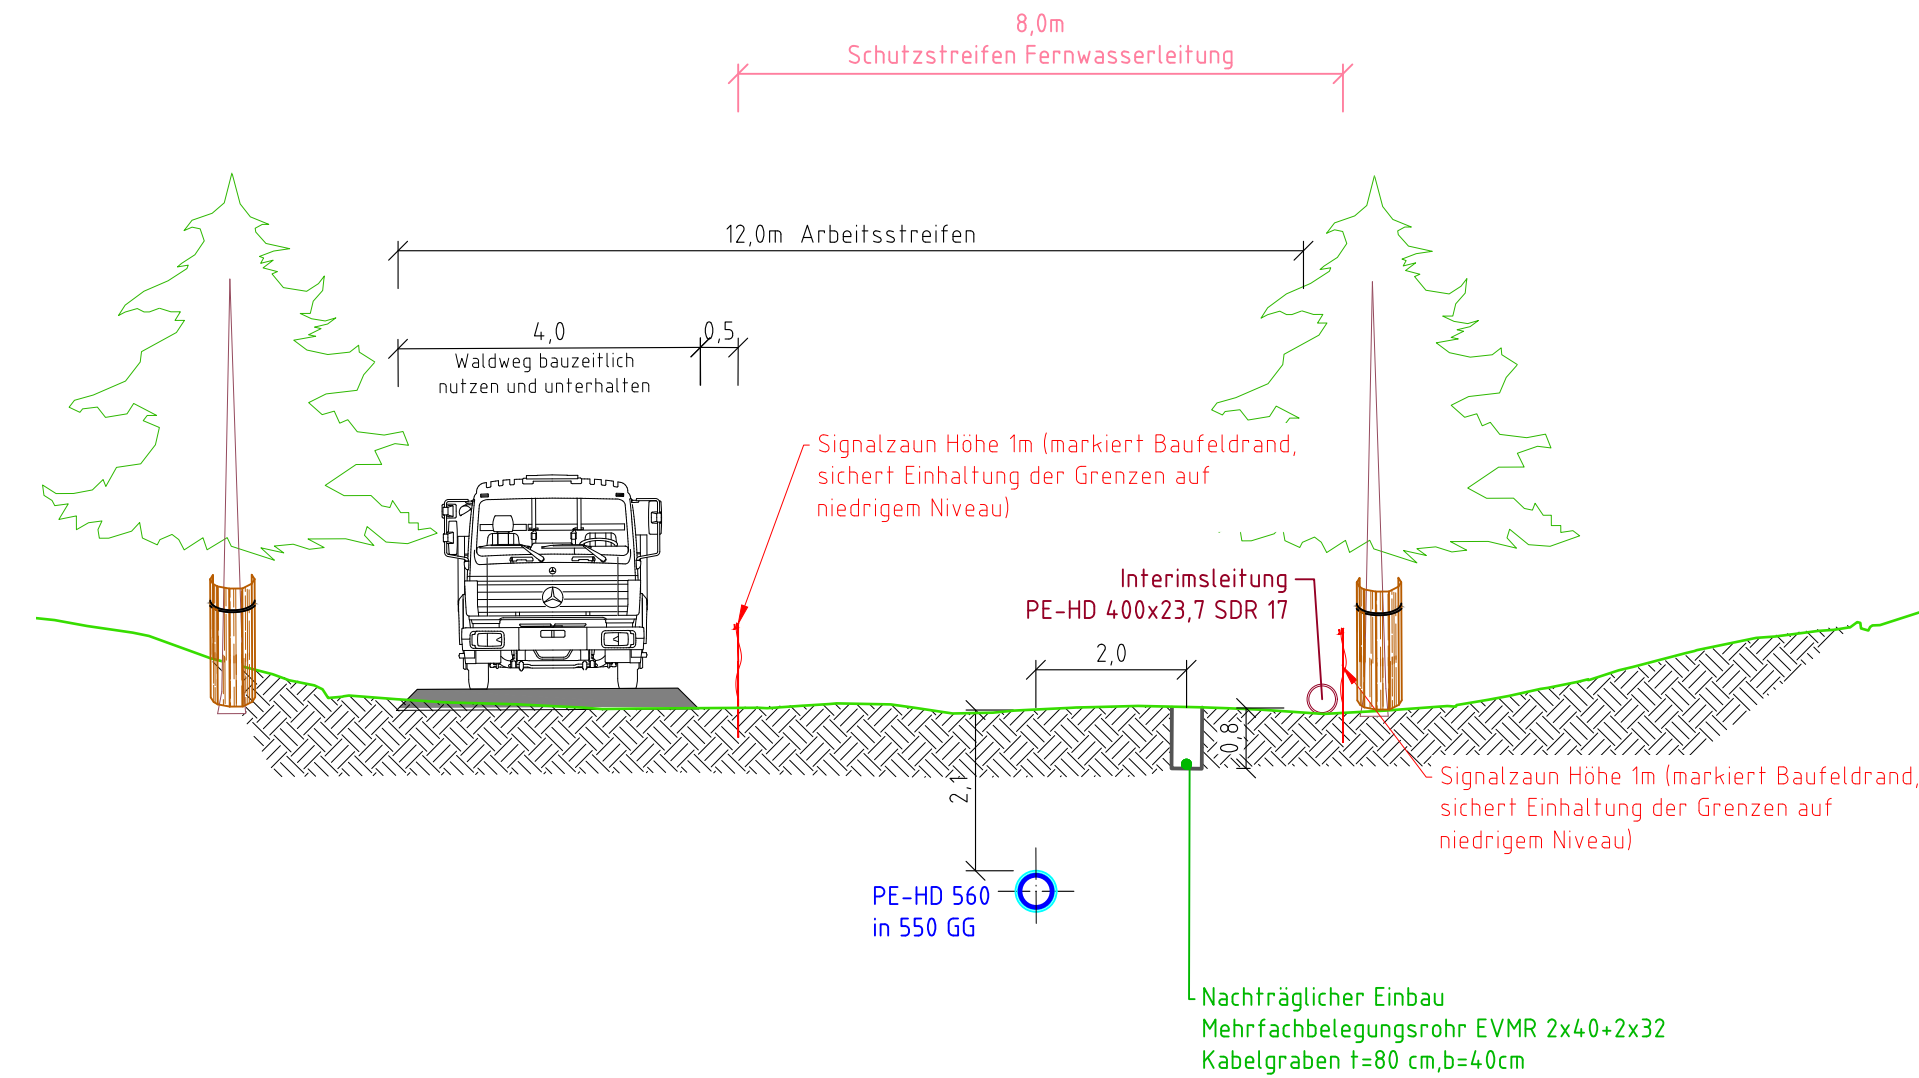 8,0m
Schutzstreifen Fernwasserleitung
12,0m Arbeitsstreifen
4,0
0,5
Waldweg bauzeitlich
nutzen und unterhalten
Signalzaun Höhe 1m (markiert Baufeldrand,
sichert Einhaltung der Grenzen auf
niedrigem Niveau)
Interimsleitung
PE-HD 400x23,7 SDR 17
2,0
0,8
2,1
Signalzaun Höhe 1m (markiert Baufeldrand,
sichert Einhaltung der Grenzen auf
niedrigem Niveau)
PE-HD 560
in 550 GG
Nachträglicher Einbau
Mehrfachbelegungsrohr EVMR 2x40+2x32
Kabelgraben t=80 cm,b=40cm